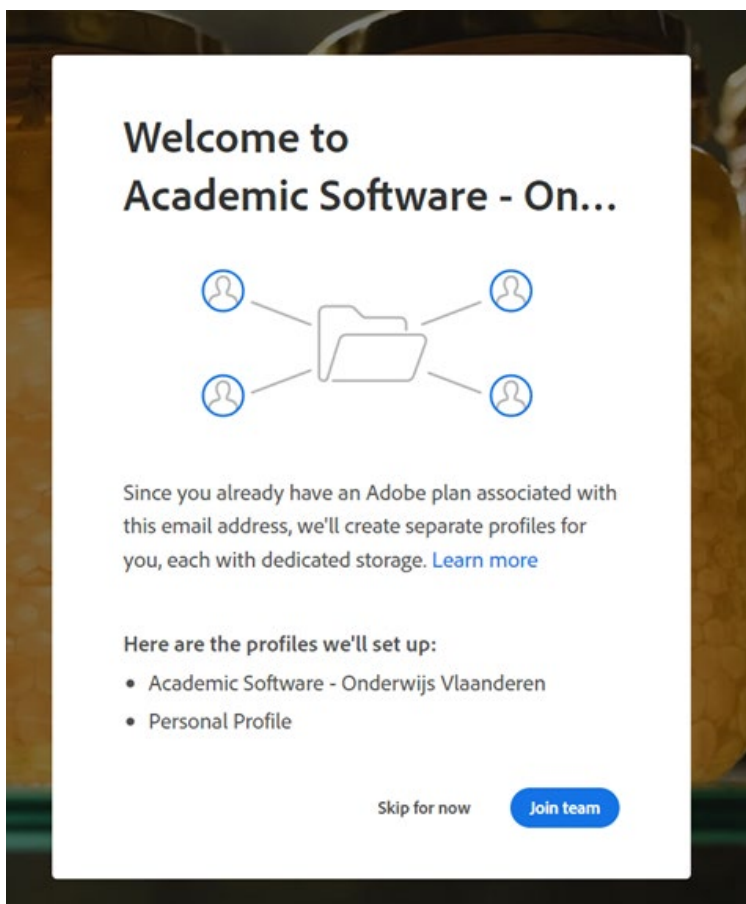 Welcome to
Academic Software - On...
Since you already have an Adobe plan associated with
this email address, we'll create separate profiles for
you, each with dedicated storage. Learn more
Here are the profiles we'll set up:
• Academic Software - Onderwijs Vlaanderen
• Personal Profile
Skip for now
Join team